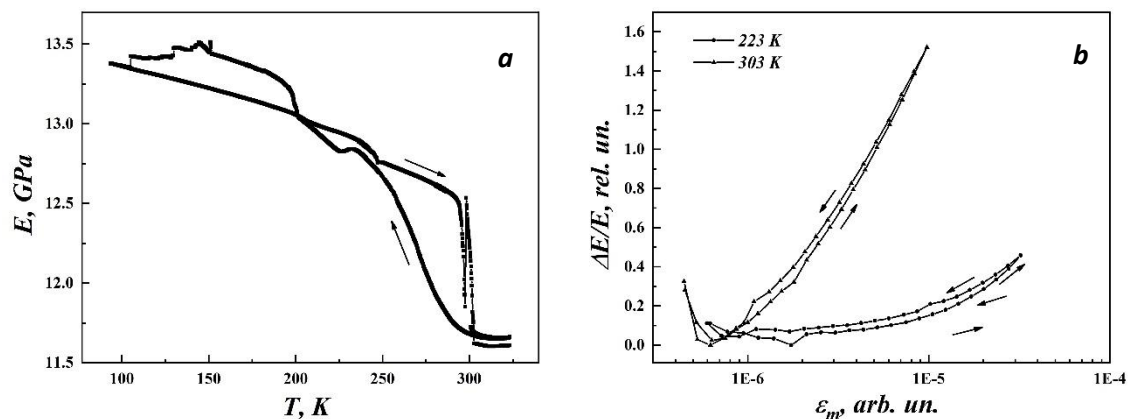 a
E, GPa
13.5
13.0
12.5
12.0
11.5
100
150
200
250
300
T, K
b
223 K
303 K
ΔE/E, rel. un.
1.6
1.4
1.2
1.0
0.8
0.6
0.4
0.2
0.0
1E-6
1E-5
1E-4
εm, arb. un.